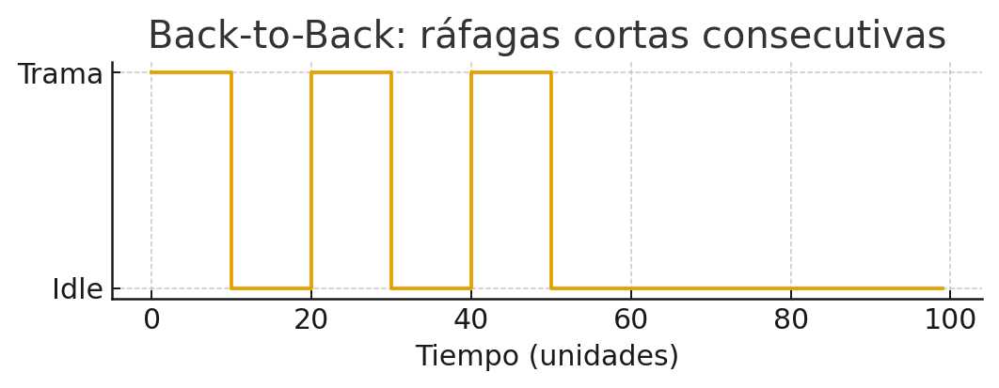 Back-to-Back: ráfagas cortas consecutivas
Trama
Idle
0 20 40 60 80 100
Tiempo (unidades)